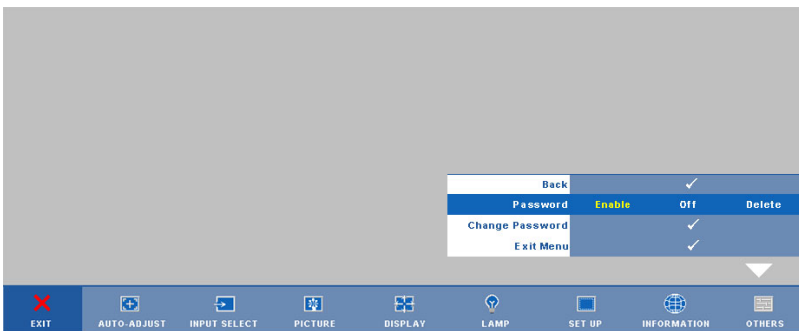 Back
Password Enable Off Delete
Change Password
Exit Menu
EXIT AUTO-ADJUST INPUT SELECT PICTURE DISPLAY LAMP SET UP INFORMATION OTHERS